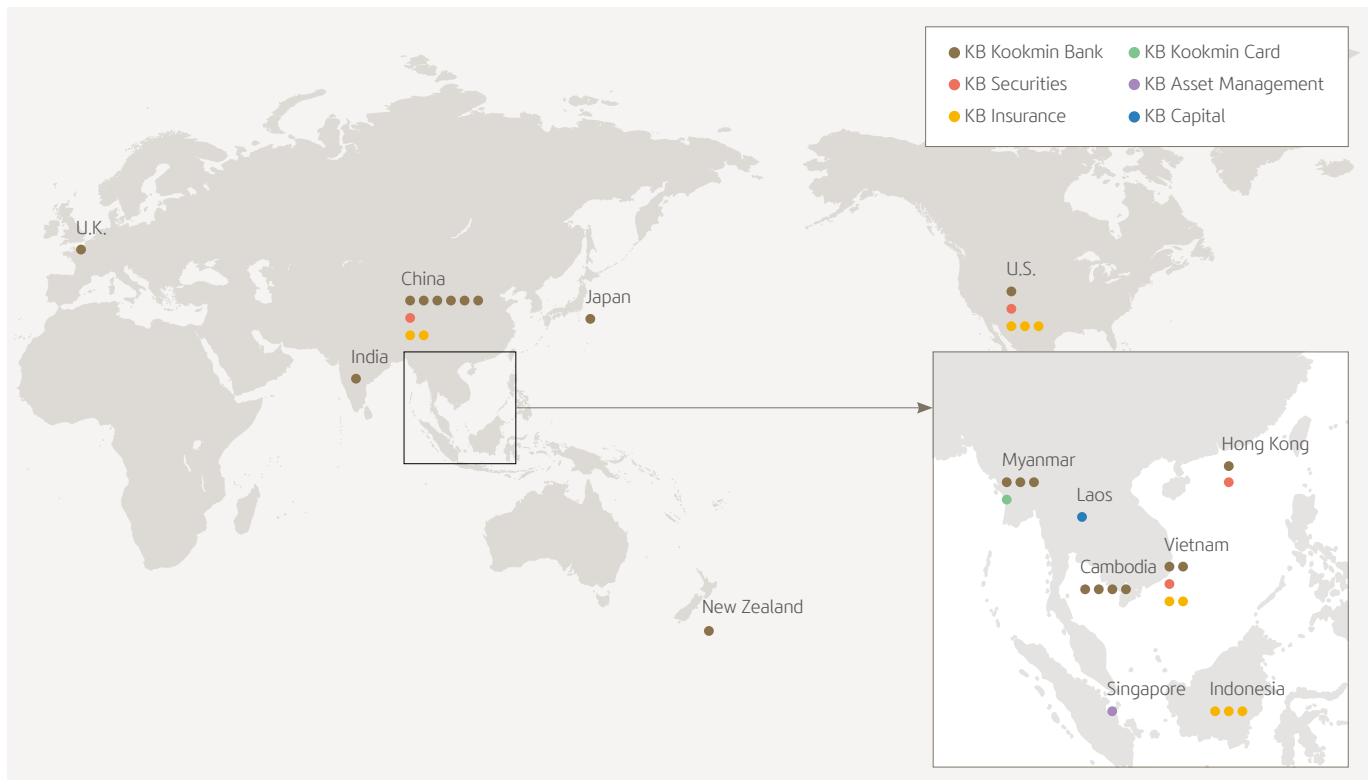 KB Kookmin Bank
KB Kookmin Card
KB Securities
KB Asset Management
KB Insurance
KB Capital
U.K.
China
Japan
India
U.S.
New Zealand
Hong Kong
Myanmar
Laos
Vietnam
Cambodia
Singapore
Indonesia